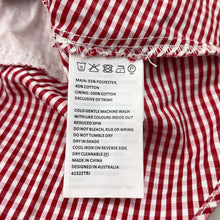 MAIN: 55% POLYESTER,
45% COTTON
LINING: 100% COTTON
EXCLUSIVE OF TRIMS
COLD GENTLE MACHINE WASH
WITH LIKE COLOURS INSIDE OUT
REDUCED SPIN
DO NOT BLEACH, RUB OR WRING
DO NOT TUMBLE DRY
DRY IN SHADE
COOL IRON ON REVERSE SIDE
DRY CLEANABLE (P)
MADE IN CHINA
DESIGNED IN AUSTRALIA
41522TBJ